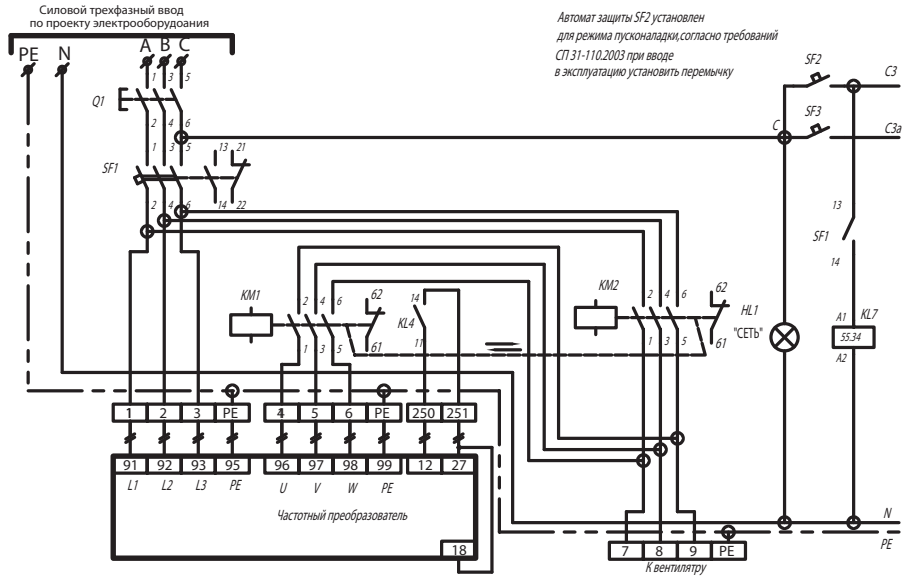 Силовой трехфазный ввод
по проекту электрооборудоания
Автомат защиты SF2 установлен
для режима пусконаладки,согласно требований
СП 31-110.2003 при вводе
в эксплуатацию установить перемычку
PE N A B C
1 3 5
Q1
2 4 6
SF2
C3
C
SF3
C3a
1 3 5 13 21
SF1
2 4 6 14 22
13
SF1
14
KM1
2 4 6 62
1 3 5 61
14
KL4
11
KM2
2 4 6 62
1 3 5 61
HL1
"СЕТЬ"
A1 KL7
55.34
A2
1 2 3 PE 4 5 6 PE 250 251
91 92 93 95 96 97 98 99 12 27
L1 L2 L3 PE U V W PE
Частотный преобразователь
18
N
PE
7 8 9 PE
К вентилятру